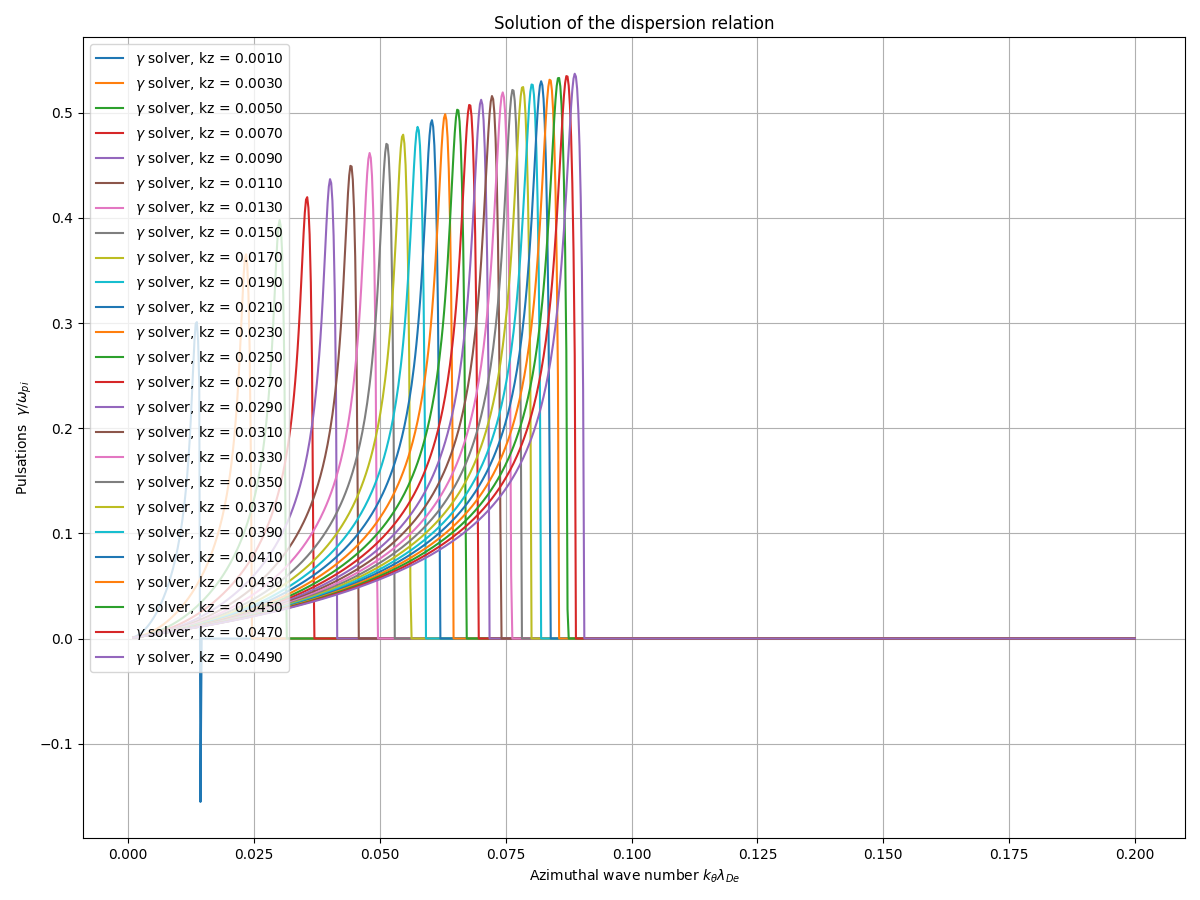 Solution of the dispersion relation
γ solver, kz = 0.0010
γ solver, kz = 0.0030
γ solver, kz = 0.0050
γ solver, kz = 0.0070
γ solver, kz = 0.0090
γ solver, kz = 0.0110
γ solver, kz = 0.0130
γ solver, kz = 0.0150
γ solver, kz = 0.0170
γ solver, kz = 0.0190
γ solver, kz = 0.0210
γ solver, kz = 0.0230
γ solver, kz = 0.0250
γ solver, kz = 0.0270
γ solver, kz = 0.0290
γ solver, kz = 0.0310
γ solver, kz = 0.0330
γ solver, kz = 0.0350
γ solver, kz = 0.0370
γ solver, kz = 0.0390
γ solver, kz = 0.0410
γ solver, kz = 0.0430
γ solver, kz = 0.0450
γ solver, kz = 0.0470
γ solver, kz = 0.0490
Pulsations γ/ω_{pi}
0.5
0.4
0.3
0.2
0.1
0.0
−0.1
0.000 0.025 0.050 0.075 0.100 0.125 0.150 0.175 0.200
Azimuthal wave number k_θλ_{De}